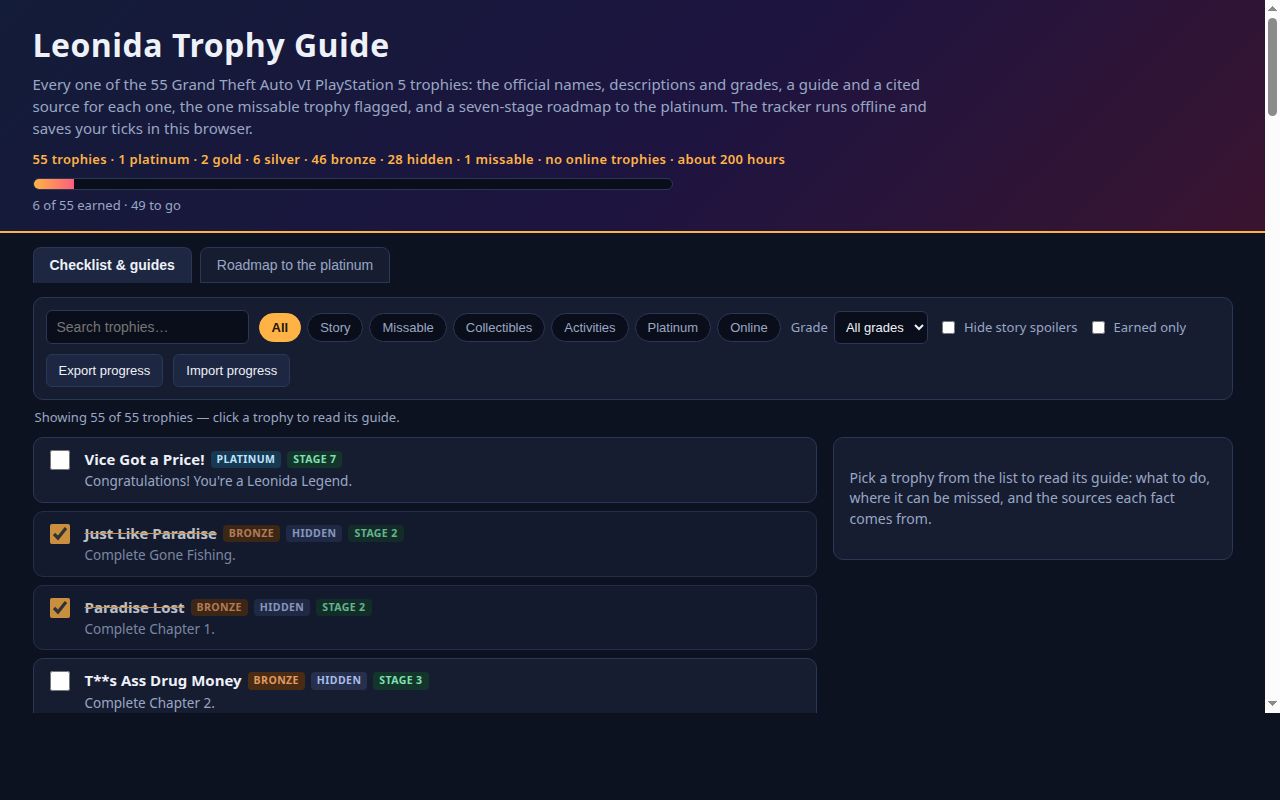 Leonida Trophy Guide
Every one of the 55 Grand Theft Auto VI PlayStation 5 trophies: the official names, descriptions and grades, a guide and a cited
source for each one, the one missable trophy flagged, and a seven-stage roadmap to the platinum. The tracker runs offline and
saves your ticks in this browser.
55 trophies · 1 platinum · 2 gold · 6 silver · 46 bronze · 28 hidden · 1 missable · no online trophies · about 200 hours
6 of 55 earned · 49 to go
Checklist & guides Roadmap to the platinum
Search trophies… All Story Missable Collectibles Activities Platinum Online Grade All grades Hide story spoilers Earned only
Export progress Import progress
Showing 55 of 55 trophies — click a trophy to read its guide.
Vice Got a Price! PLATINUM STAGE 7
Congratulations! You're a Leonida Legend.
Just Like Paradise BRONZE HIDDEN STAGE 2
Complete Gone Fishing.
Paradise Lost BRONZE HIDDEN STAGE 2
Complete Chapter 1.
T**s Ass Drug Money BRONZE HIDDEN STAGE 3
Complete Chapter 2.
Pick a trophy from the list to read its guide: what to do,
where it can be missed, and the sources each fact
comes from.